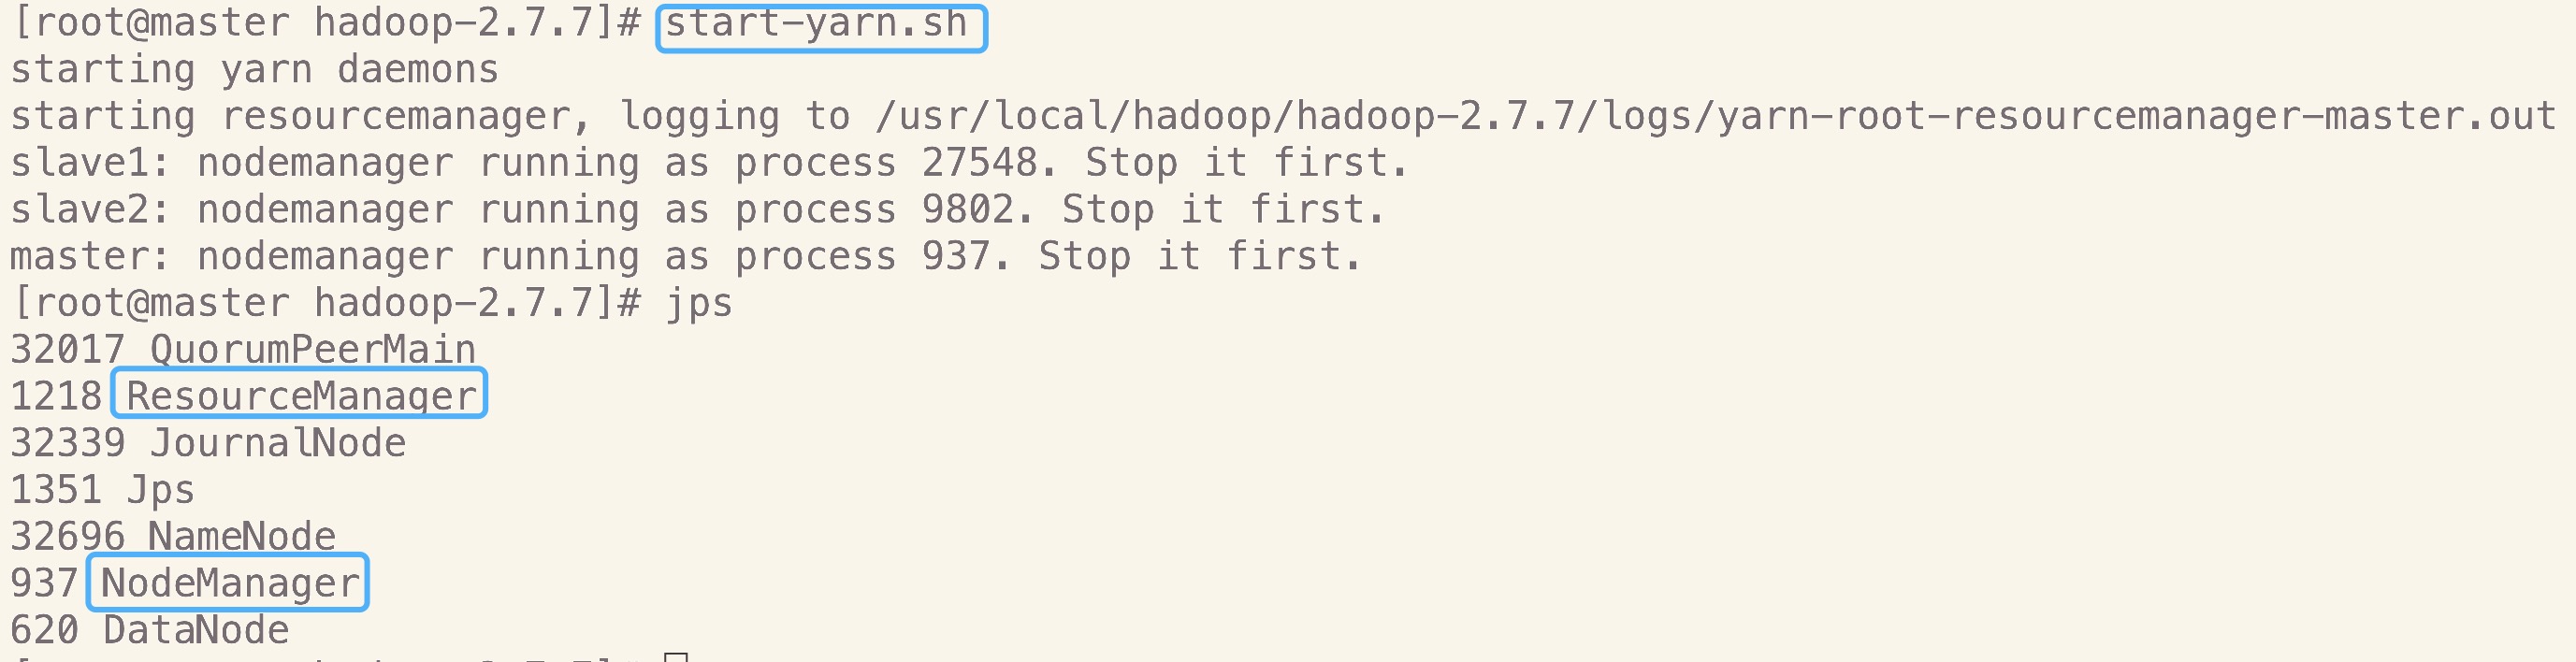 [root@master hadoop-2.7.7]# start-yarn.sh
starting yarn daemons
starting resourcemanager, logging to /usr/local/hadoop/hadoop-2.7.7/logs/yarn-root-resourcemanager-master.out
slave1: nodemanager running as process 27548. Stop it first.
slave2: nodemanager running as process 9802. Stop it first.
master: nodemanager running as process 937. Stop it first.
[root@master hadoop-2.7.7]# jps
32017 QuorumPeerMain
1218 ResourceManager
32339 JournalNode
1351 Jps
32696 NameNode
937 NodeManager
620 DataNode